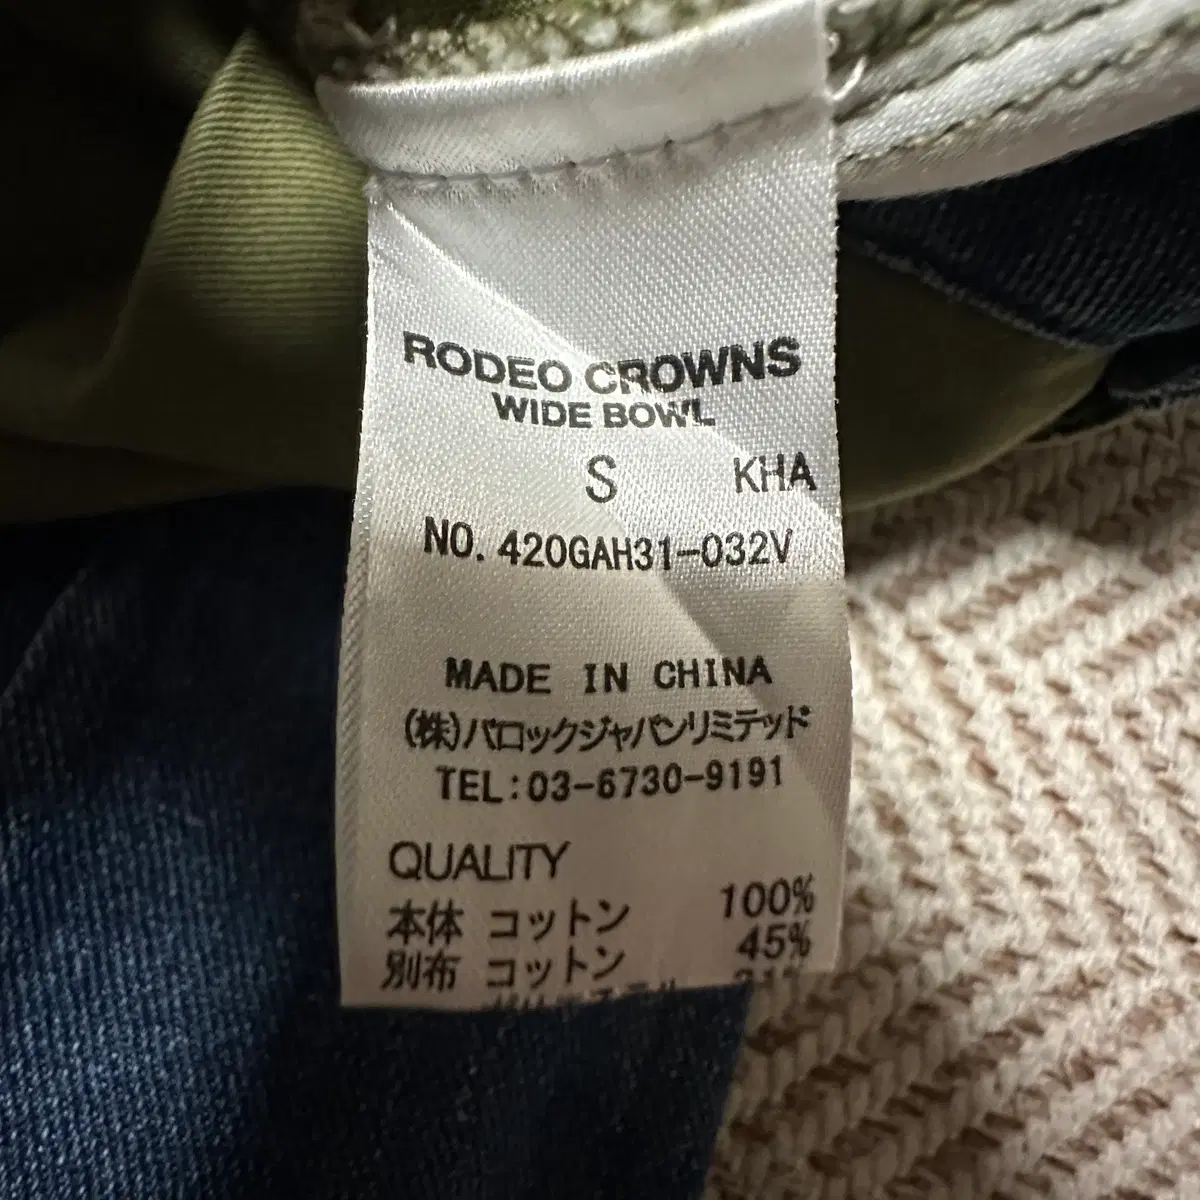 RODEO CROWNS
WIDE BOWL
S KHA
NO. 420GAH31-032V
MADE IN CHINA
(株)バロックジャパンリミテッド
TEL:03-6730-9191
QUALITY
本体 コットン 100%
別布 コットン 45%